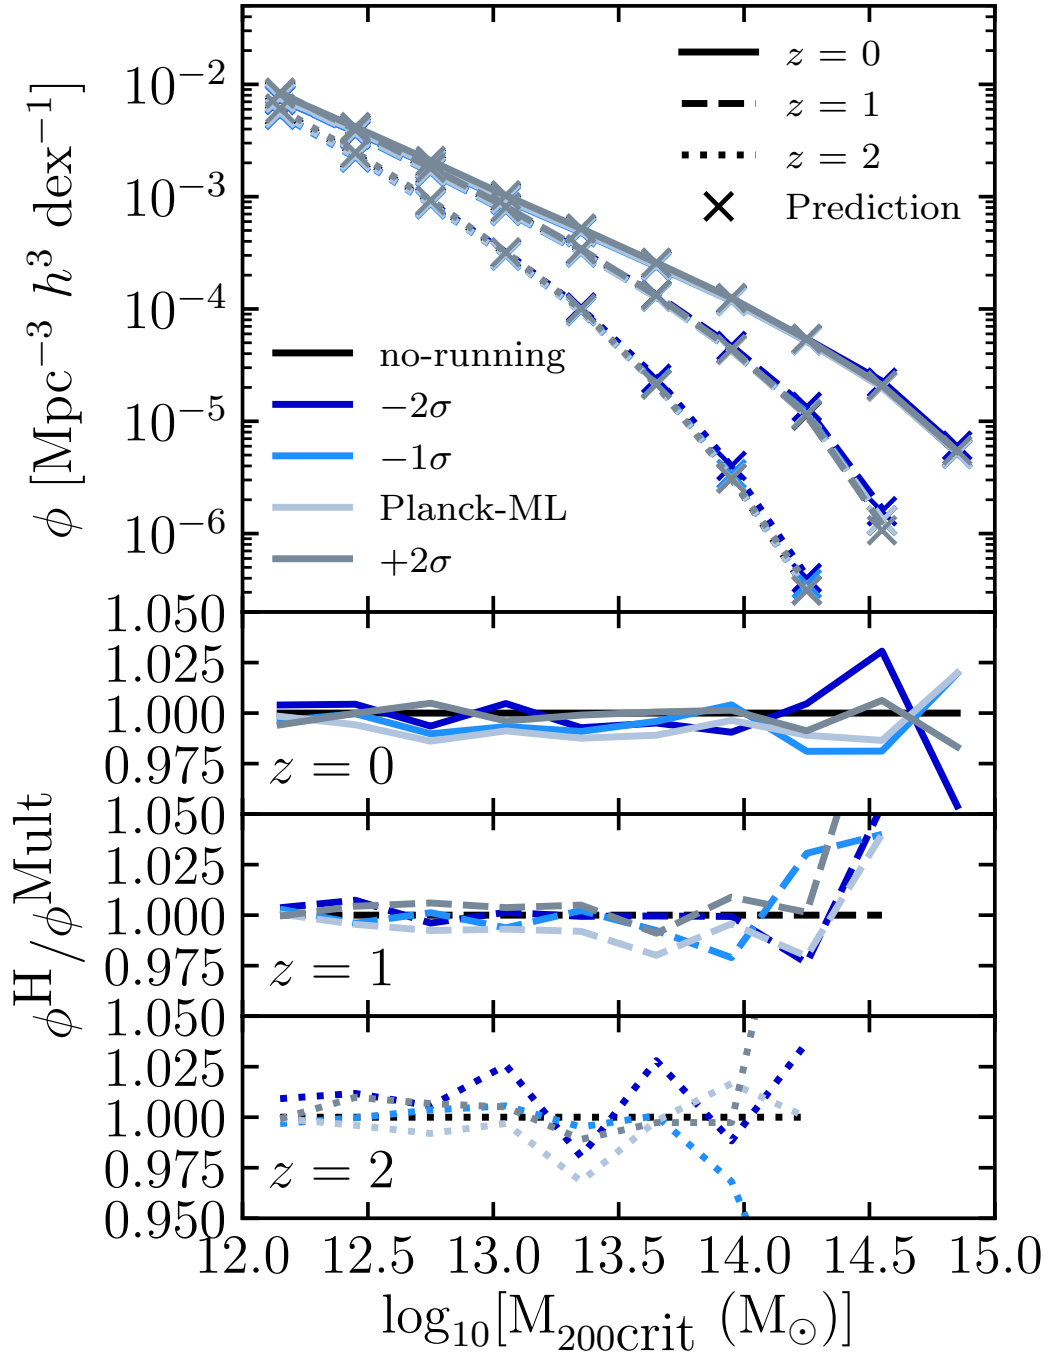 ϕ [Mpc⁻³ h³ dex⁻¹]
10⁻²
10⁻³
10⁻⁴
10⁻⁵
10⁻⁶
z = 0
z = 1
z = 2
Prediction
no-running
−2σ
−1σ
Planck-ML
+2σ
ϕᴴ/ϕᴹᵘˡᵗ
1.050
1.025
1.000
0.975
z = 0
1.050
1.025
1.000
0.975
z = 1
1.050
1.025
1.000
0.975
0.950
z = 2
12.0 12.5 13.0 13.5 14.0 14.5 15.0
log₁₀[M₂₀₀crit (M⊙)]